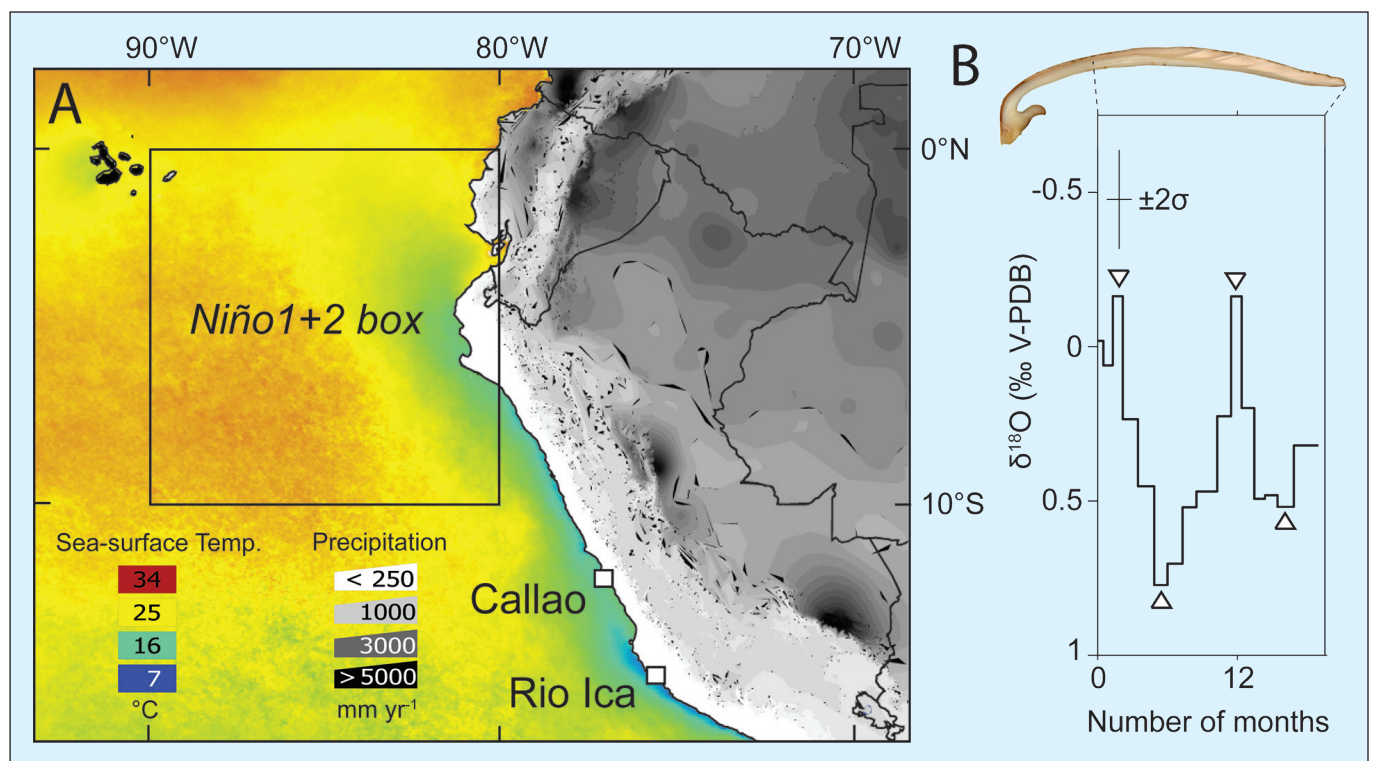 90°W 80°W 70°W
A
0°N
Niño1+2 box
10°S
Sea-surface Temp.
34
25
16
7
°C
Precipitation
< 250
1000
3000
> 5000
mm yr⁻¹
Callao
Rio Ica
B
-0.5
±2σ
0
0.5
1
δ¹⁸O (‰ V-PDB)
0 12
Number of months